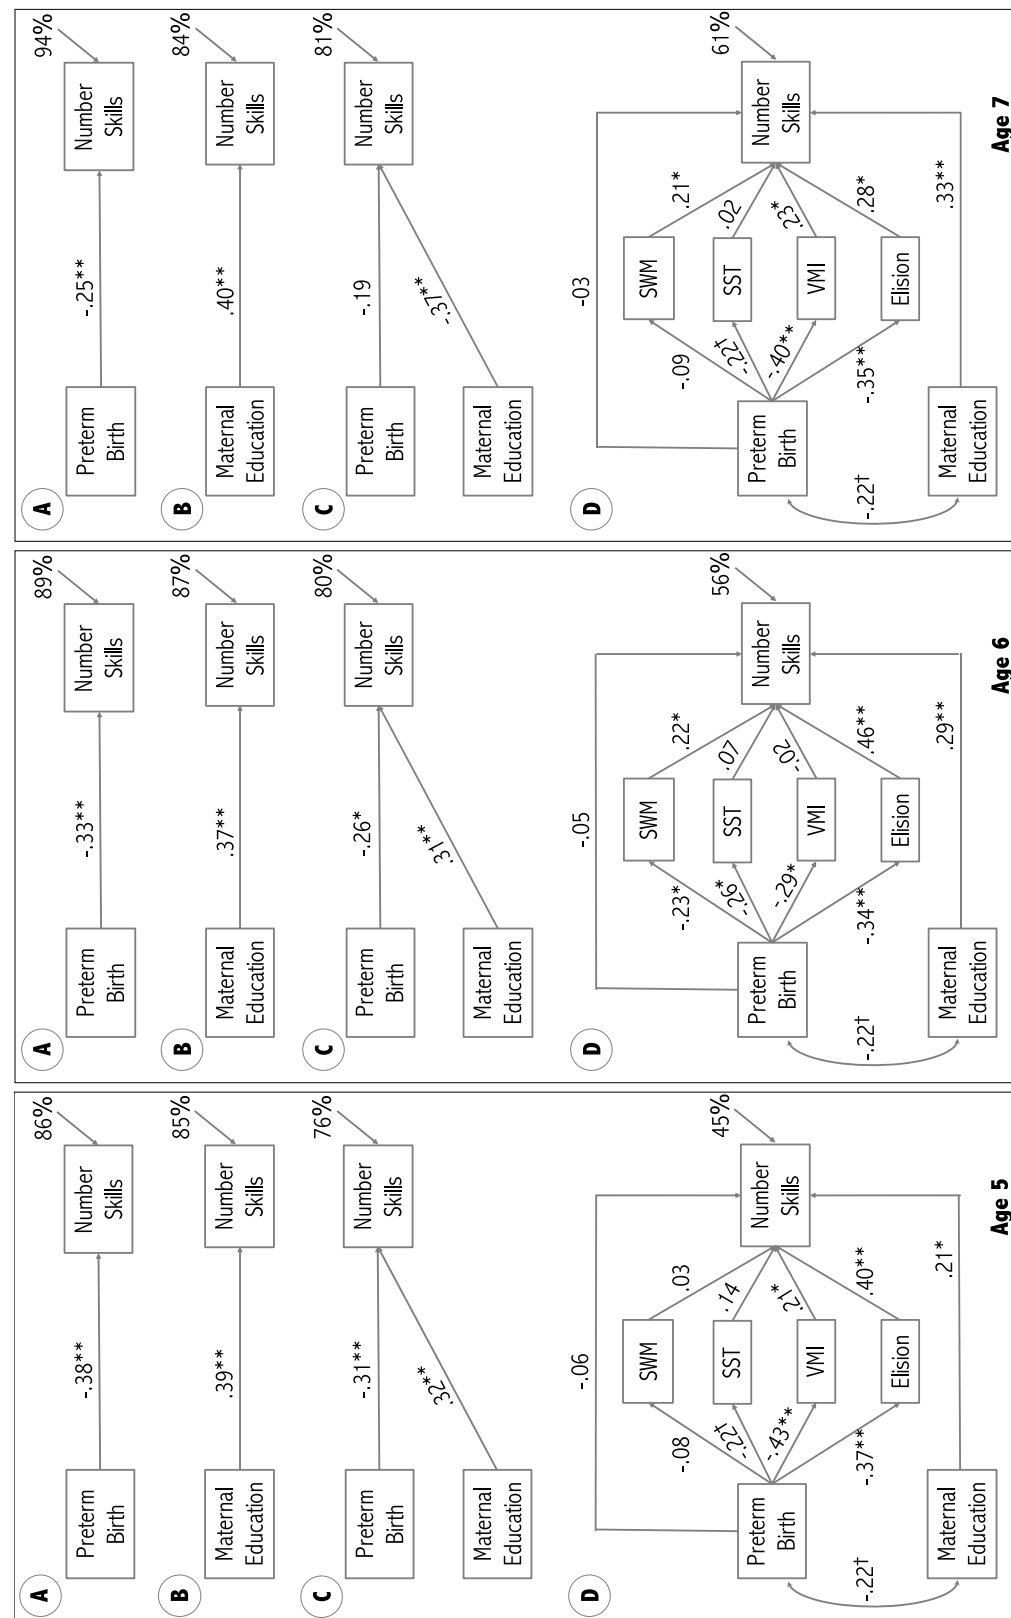 A
Preterm
Birth
-.38**
Number
Skills
86%
B
Maternal
Education
.39**
Number
Skills
85%
C
Preterm
Birth
-.31**
Number
Skills
76%
Maternal
Education
.32**
D
-.06
Preterm
Birth
-.08
-.22†
-.43**
-.37**
SWM
SST
VMI
Elision
.03
.14
.21*
.40**
Number
Skills
45%
-.22†
Maternal
Education
.21*
Age 5
A
Preterm
Birth
-.33**
Number
Skills
89%
B
Maternal
Education
.37**
Number
Skills
87%
C
Preterm
Birth
-.26*
Number
Skills
80%
Maternal
Education
.31**
D
-.05
Preterm
Birth
-.23*
-.26*
-.29*
-.34**
SWM
SST
VMI
Elision
.22*
.07
-.02
.46**
Number
Skills
56%
-.22†
Maternal
Education
.29**
Age 6
A
Preterm
Birth
-.25**
Number
Skills
94%
B
Maternal
Education
.40**
Number
Skills
84%
C
Preterm
Birth
-.19
Number
Skills
81%
Maternal
Education
-.37**
D
-03
Preterm
Birth
-.09
-.22†
-.40**
-.35**
SWM
SST
VMI
Elision
.21*
.02
.23*
.28*
Number
Skills
61%
-.22†
Maternal
Education
.33**
Age 7